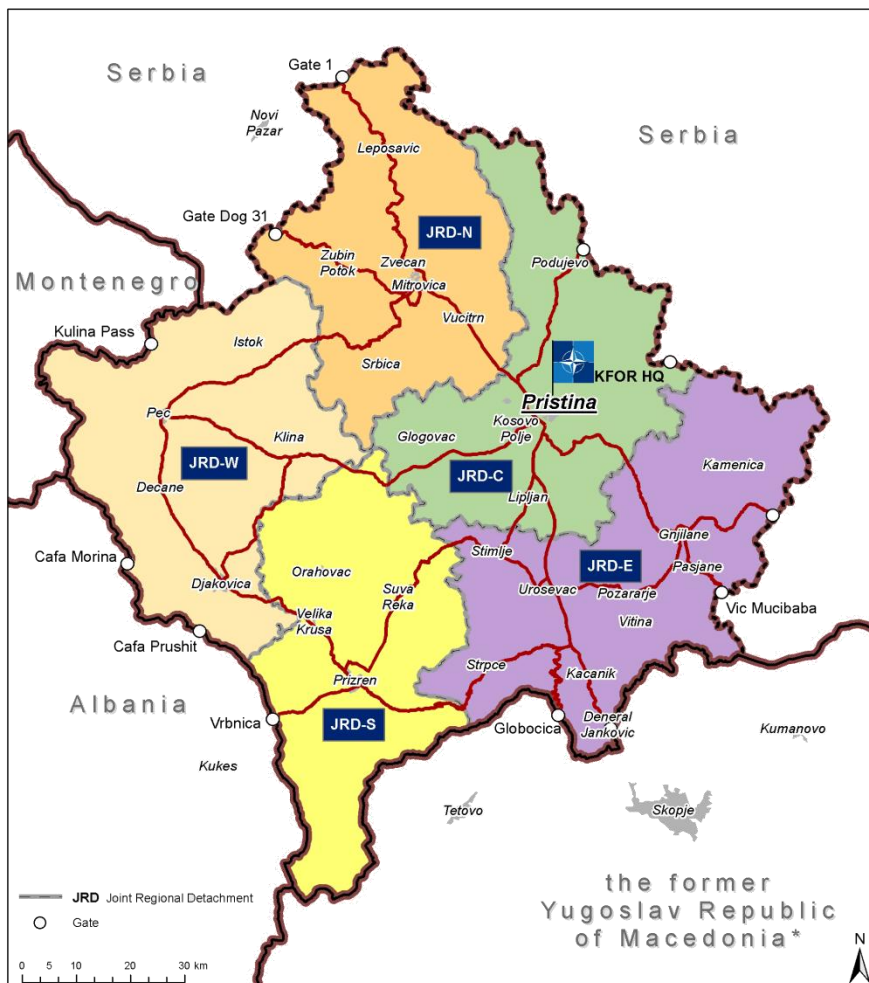 Serbia
Gate 1
Novi
Pazar
Leposavic
Serbia
Gate Dog 31
JRD-N
Zubin
Potok
Zvecan
Mitrovica
Podujevo
Montenegro
Kulina Pass
Istok
Vucitrn
Srbica
KFOR HQ
Pristina
Pec
Klina
Glogovac
Kosovo
Polje
JRD-W
JRD-C
Kamenica
Decane
Lipljan
Gnjilane
Cafa Morina
Stimlje
JRD-E
Pasjane
Djakovica
Orahovac
Suva
Reka
Urosevac
Pozararje
Vic Mucibaba
Velika
Krusa
Vitina
Cafa Prushit
Strpce
Kacanik
Prizren
Albania
Vrbnica
JRD-S
Globocica
Deneral
Jankovic
Kumanovo
Kukes
Tetovo
Skopje
the former
Yugoslav Republic
of Macedonia*
JRD Joint Regional Detachment
Gate
0 5 10 20 30 km
N